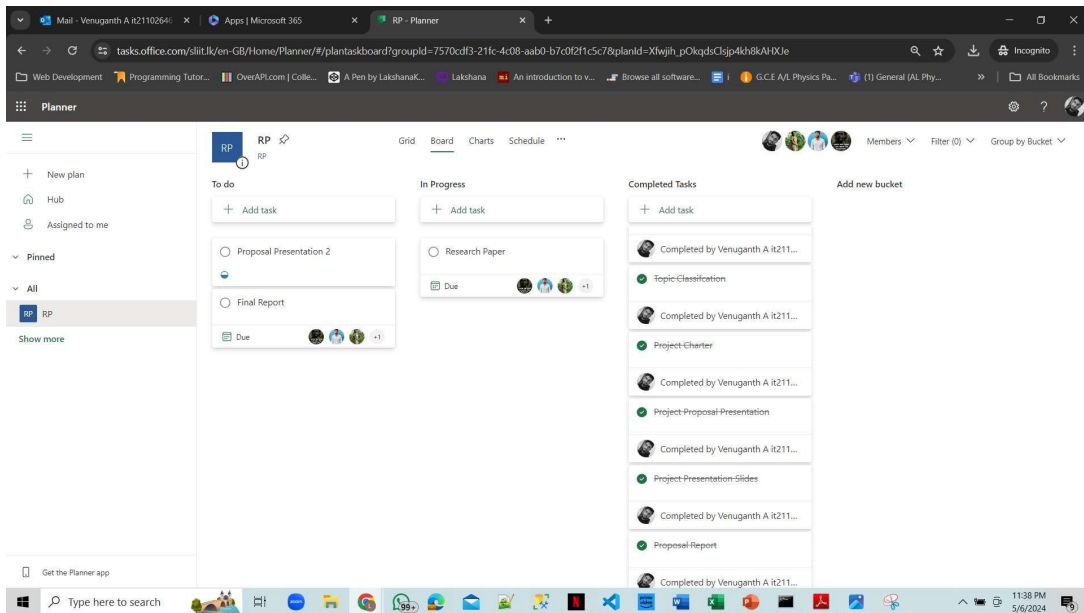 Mail - Venuganth A it21102646
Apps | Microsoft 365
RP - Planner
tasks.office.com/sliit.lk/en-GB/Home/Planner/#/plantaskboard?groupId=7570cdf3-21fc-4c08-aab0-b7c0f2f1c5c7&planId=Xfwjih_pOkqdsClsjp4kh8kAHXJe
Incognito
Web Development
Programming Tutor...
OverAPI.com | Colle...
A Pen by LakshanaK...
Lakshana
An introduction to v...
Browse all software...
i
G.C.E A/L Physics Pa...
(1) General (AL Phy...
»
All Bookmarks
Planner
?
RP
RP
RP
Grid Board Charts Schedule ...
Members
Filter (0)
Group by Bucket
New plan
Hub
Assigned to me
Pinned
All
RP RP
Show more
To do
Add task
Proposal Presentation 2
Final Report
Due
+1
In Progress
Add task
Research Paper
Due
+1
Completed Tasks
Add task
Completed by Venuganth A it211...
Topic Classifcation
Completed by Venuganth A it211...
Project Charter
Completed by Venuganth A it211...
Project Proposal Presentation
Completed by Venuganth A it211...
Project Presentation Slides
Completed by Venuganth A it211...
Proposal Report
Completed by Venuganth A it211...
Add new bucket
Get the Planner app
Type here to search
zoom
99+
11:38 PM
5/6/2024